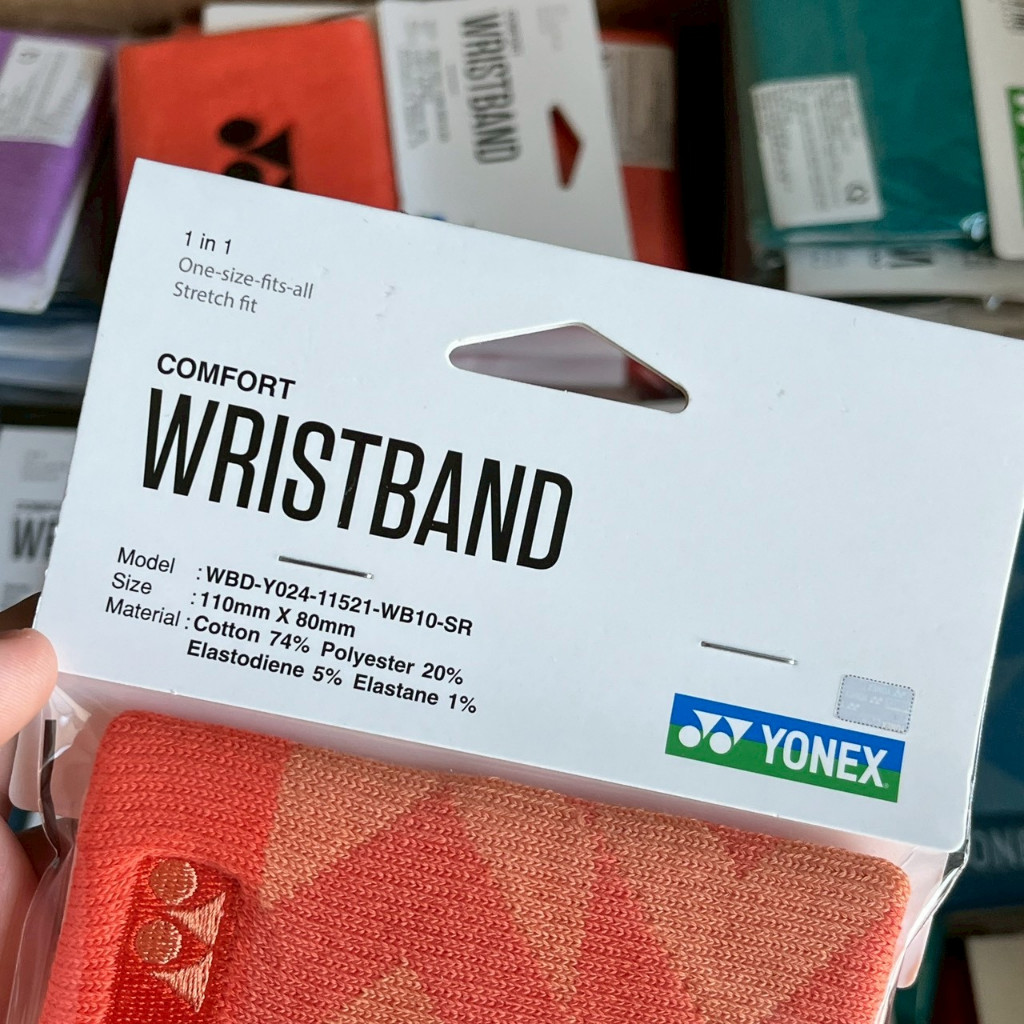 1 in 1
One-size-fits-all
Stretch fit
COMFORT
WRISTBAND
Model : WBD-Y024-11521-WB10-SR
Size : 110mm X 80mm
Material : Cotton 74% Polyester 20%
Elastodiene 5% Elastane 1%
YONEX
WRISTBAND